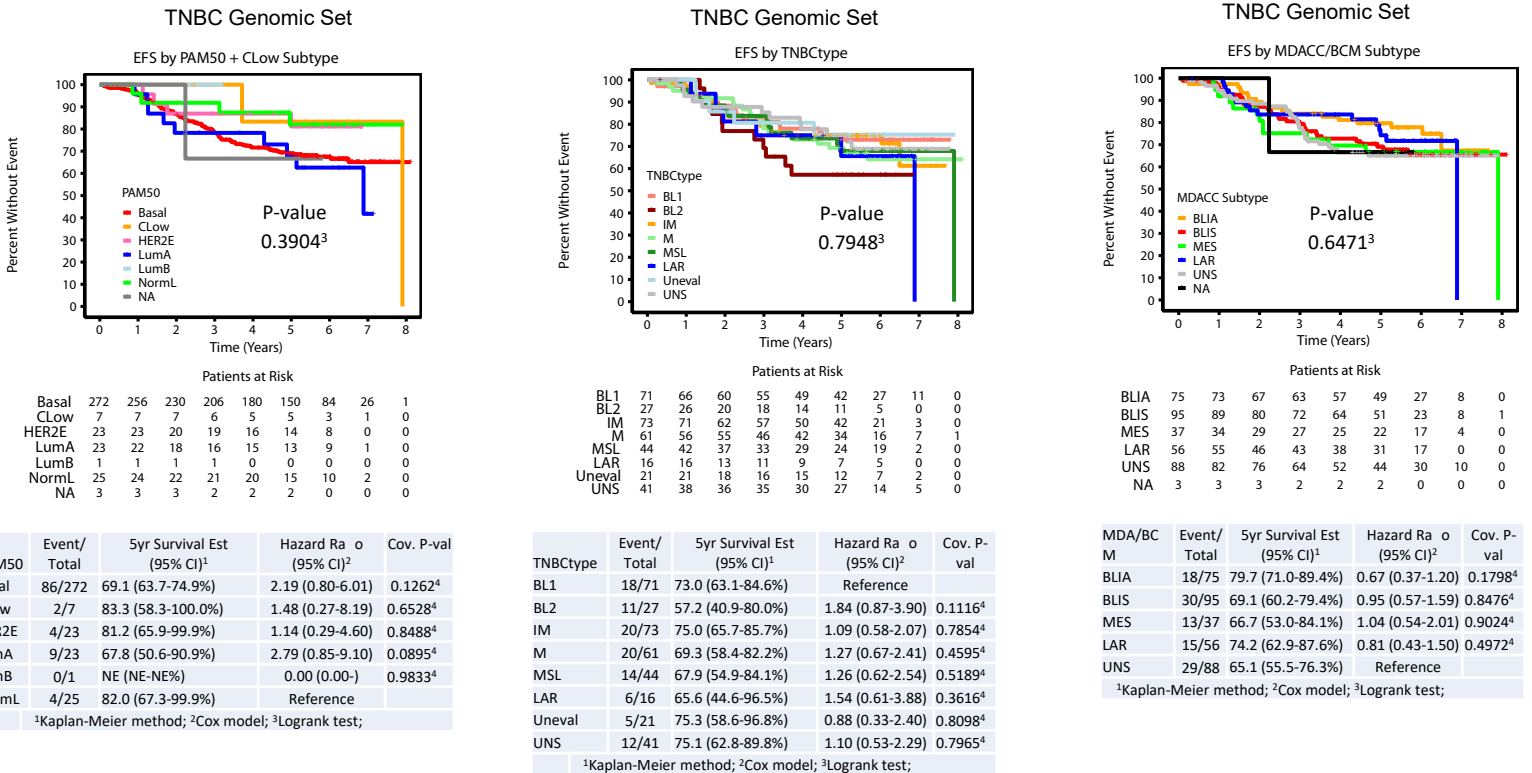 TNBC Genomic Set
EFS by PAM50 + CLow Subtype
Percent Without Event
100
90
80
70
60
50
40
30
20
10
0
PAM50
Basal
CLow
HER2E
LumA
LumB
NormL
NA
P-value
0.3904³
0 1 2 3 4 5 6 7 8
Time (Years)
Patients at Risk
Basal 272 256 230 206 180 150 84 26 1
CLow 7 7 7 6 5 5 3 1 0
HER2E 23 23 20 19 16 14 8 0 0
LumA 23 22 18 16 15 13 9 1 0
LumB 1 1 1 1 0 0 0 0 0
NormL 25 24 22 21 20 15 10 2 0
NA 3 3 3 2 2 2 0 0 0
M50 Event/ Total 5yr Survival Est (95% CI)¹ Hazard Ra o (95% CI)² Cov. P-val
al 86/272 69.1 (63.7-74.9%) 2.19 (0.80-6.01) 0.1262⁴
w 2/7 83.3 (58.3-100.0%) 1.48 (0.27-8.19) 0.6528⁴
R2E 4/23 81.2 (65.9-99.9%) 1.14 (0.29-4.60) 0.8488⁴
nA 9/23 67.8 (50.6-90.9%) 2.79 (0.85-9.10) 0.0895⁴
nB 0/1 NE (NE-NE%) 0.00 (0.00-) 0.9833⁴
mL 4/25 82.0 (67.3-99.9%) Reference
¹Kaplan-Meier method; ²Cox model; ³Logrank test;
TNBC Genomic Set
EFS by TNBCtype
Percent Without Event
100
90
80
70
60
50
40
30
20
10
0
TNBCtype
BL1
BL2
IM
M
MSL
LAR
Uneval
UNS
P-value
0.7948³
0 1 2 3 4 5 6 7 8
Time (Years)
Patients at Risk
BL1 71 66 60 55 49 42 27 11 0
BL2 27 26 20 18 14 11 5 0 0
IM 73 71 62 57 50 42 21 3 0
M 61 56 55 46 42 34 16 7 1
MSL 44 42 37 33 29 24 19 2 0
LAR 16 16 13 11 9 7 5 0 0
Uneval 21 21 18 16 15 12 7 2 0
UNS 41 38 36 35 30 27 14 5 0
TNBCtype Event/ Total 5yr Survival Est (95% CI)¹ Hazard Ra o (95% CI)² Cov. P-val
BL1 18/71 73.0 (63.1-84.6%) Reference
BL2 11/27 57.2 (40.9-80.0%) 1.84 (0.87-3.90) 0.1116⁴
IM 20/73 75.0 (65.7-85.7%) 1.09 (0.58-2.07) 0.7854⁴
M 20/61 69.3 (58.4-82.2%) 1.27 (0.67-2.41) 0.4595⁴
MSL 14/44 67.9 (54.9-84.1%) 1.26 (0.62-2.54) 0.5189⁴
LAR 6/16 65.6 (44.6-96.5%) 1.54 (0.61-3.88) 0.3616⁴
Uneval 5/21 75.3 (58.6-96.8%) 0.88 (0.33-2.40) 0.8098⁴
UNS 12/41 75.1 (62.8-89.8%) 1.10 (0.53-2.29) 0.7965⁴
¹Kaplan-Meier method; ²Cox model; ³Logrank test;
TNBC Genomic Set
EFS by MDACC/BCM Subtype
Percent Without Event
100
90
80
70
60
50
40
30
20
10
0
MDACC Subtype
BLIA
BLIS
MES
LAR
UNS
NA
P-value
0.6471³
0 1 2 3 4 5 6 7 8
Time (Years)
Patients at Risk
BLIA 75 73 67 63 57 49 27 8 0
BLIS 95 89 80 72 64 51 23 8 1
MES 37 34 29 27 25 22 17 4 0
LAR 56 55 46 43 38 31 17 0 0
UNS 88 82 76 64 52 44 30 10 0
NA 3 3 3 2 2 2 0 0 0
MDA/BCM Event/ Total 5yr Survival Est (95% CI)¹ Hazard Ra o (95% CI)² Cov. P-val
BLIA 18/75 79.7 (71.0-89.4%) 0.67 (0.37-1.20) 0.1798⁴
BLIS 30/95 69.1 (60.2-79.4%) 0.95 (0.57-1.59) 0.8476⁴
MES 13/37 66.7 (53.0-84.1%) 1.04 (0.54-2.01) 0.9024⁴
LAR 15/56 74.2 (62.9-87.6%) 0.81 (0.43-1.50) 0.4972⁴
UNS 29/88 65.1 (55.5-76.3%) Reference
¹Kaplan-Meier method; ²Cox model; ³Logrank test;